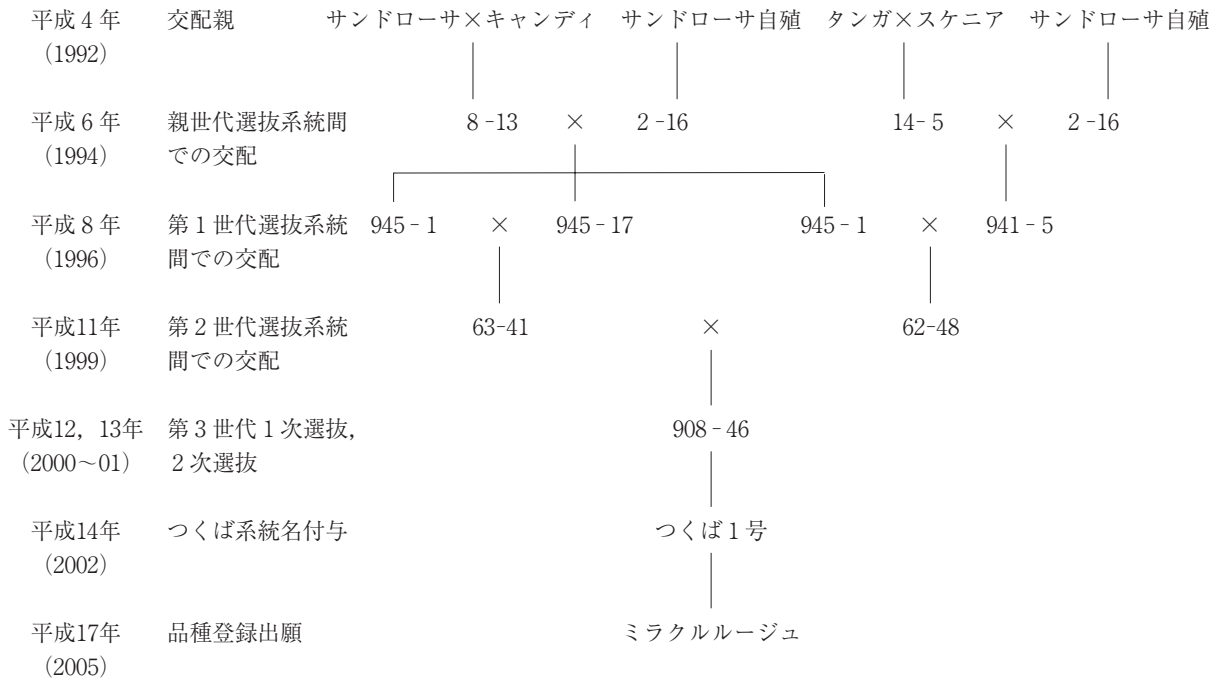 平成4年 交配親 サンドローサ×キャンディ サンドローサ自殖 タンガ×スケニア サンドローサ自殖
(1992)
平成6年 親世代選抜系統間 8-13 × 2-16 14-5 × 2-16
(1994) での交配
平成8年 第1世代選抜系統 945-1 × 945-17 945-1 × 941-5
(1996) 間での交配
平成11年 第2世代選抜系統 63-41 × 62-48
(1999) 間での交配
平成12,13年 第3世代1次選抜, 908-46
(2000~01) 2次選抜
平成14年 つくば系統名付与 つくば1号
(2002)
平成17年 品種登録出願 ミラクルルージュ
(2005)